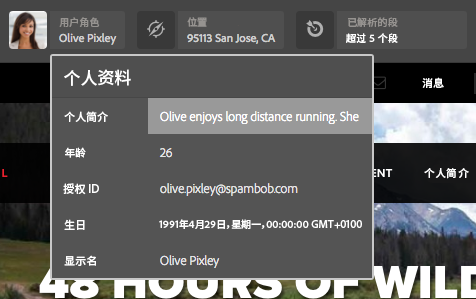 用户角色
Olive Pixley
位置
95113 San Jose, CA
已解析的段
超过 5 个段
个人资料
消息
个人简介
Olive enjoys long distance running. She
年龄
26
L
ENT
个人简介
授权 ID
olive.pixley@spambob.com
生日
1991年4月29日，星期一，00:00:00 GMT+0100
显示名
Olive Pixley
48 HOURS OF WILD